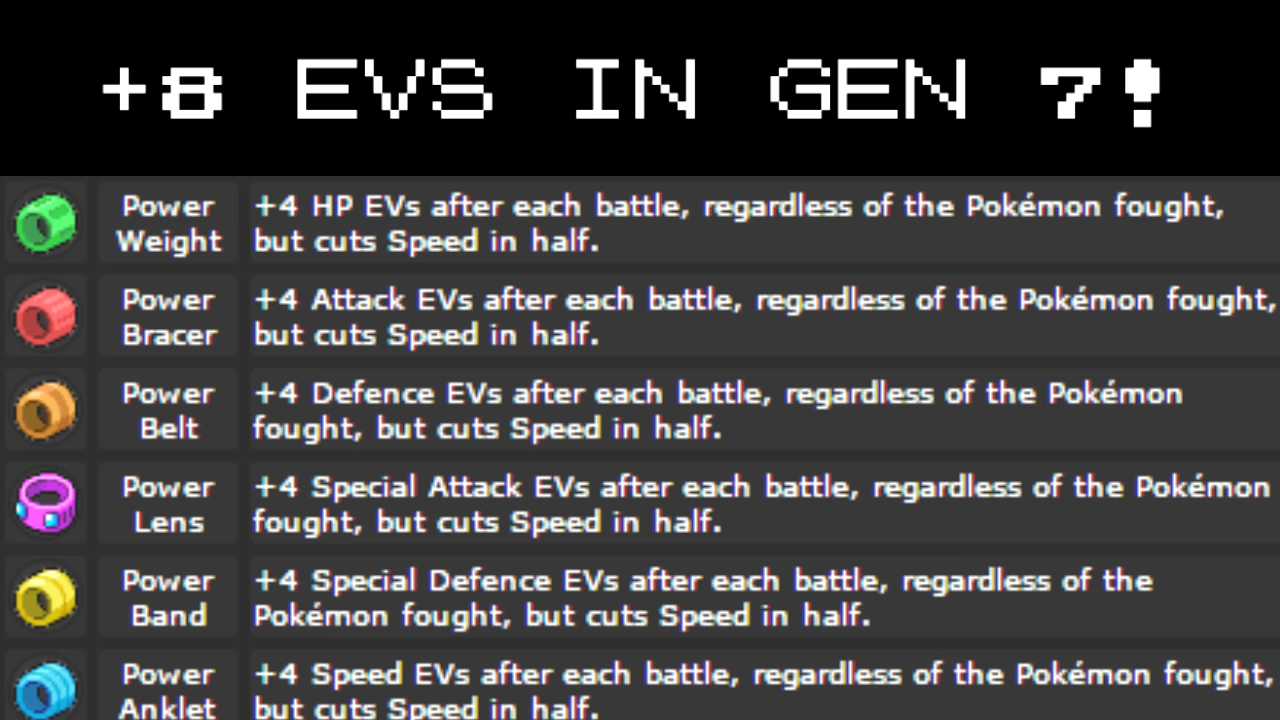 +8 EVS IN GEN 7!
Power
Weight
+4 HP EVs after each battle, regardless of the Pokémon fought,
but cuts Speed in half.
Power
Bracer
+4 Attack EVs after each battle, regardless of the Pokémon fought,
but cuts Speed in half.
Power
Belt
+4 Defence EVs after each battle, regardless of the Pokémon
fought, but cuts Speed in half.
Power
Lens
+4 Special Attack EVs after each battle, regardless of the Pokémon
fought, but cuts Speed in half.
Power
Band
+4 Special Defence EVs after each battle, regardless of the
Pokémon fought, but cuts Speed in half.
Power
Anklet
+4 Speed EVs after each battle, regardless of the Pokémon fought,
but cuts Speed in half.